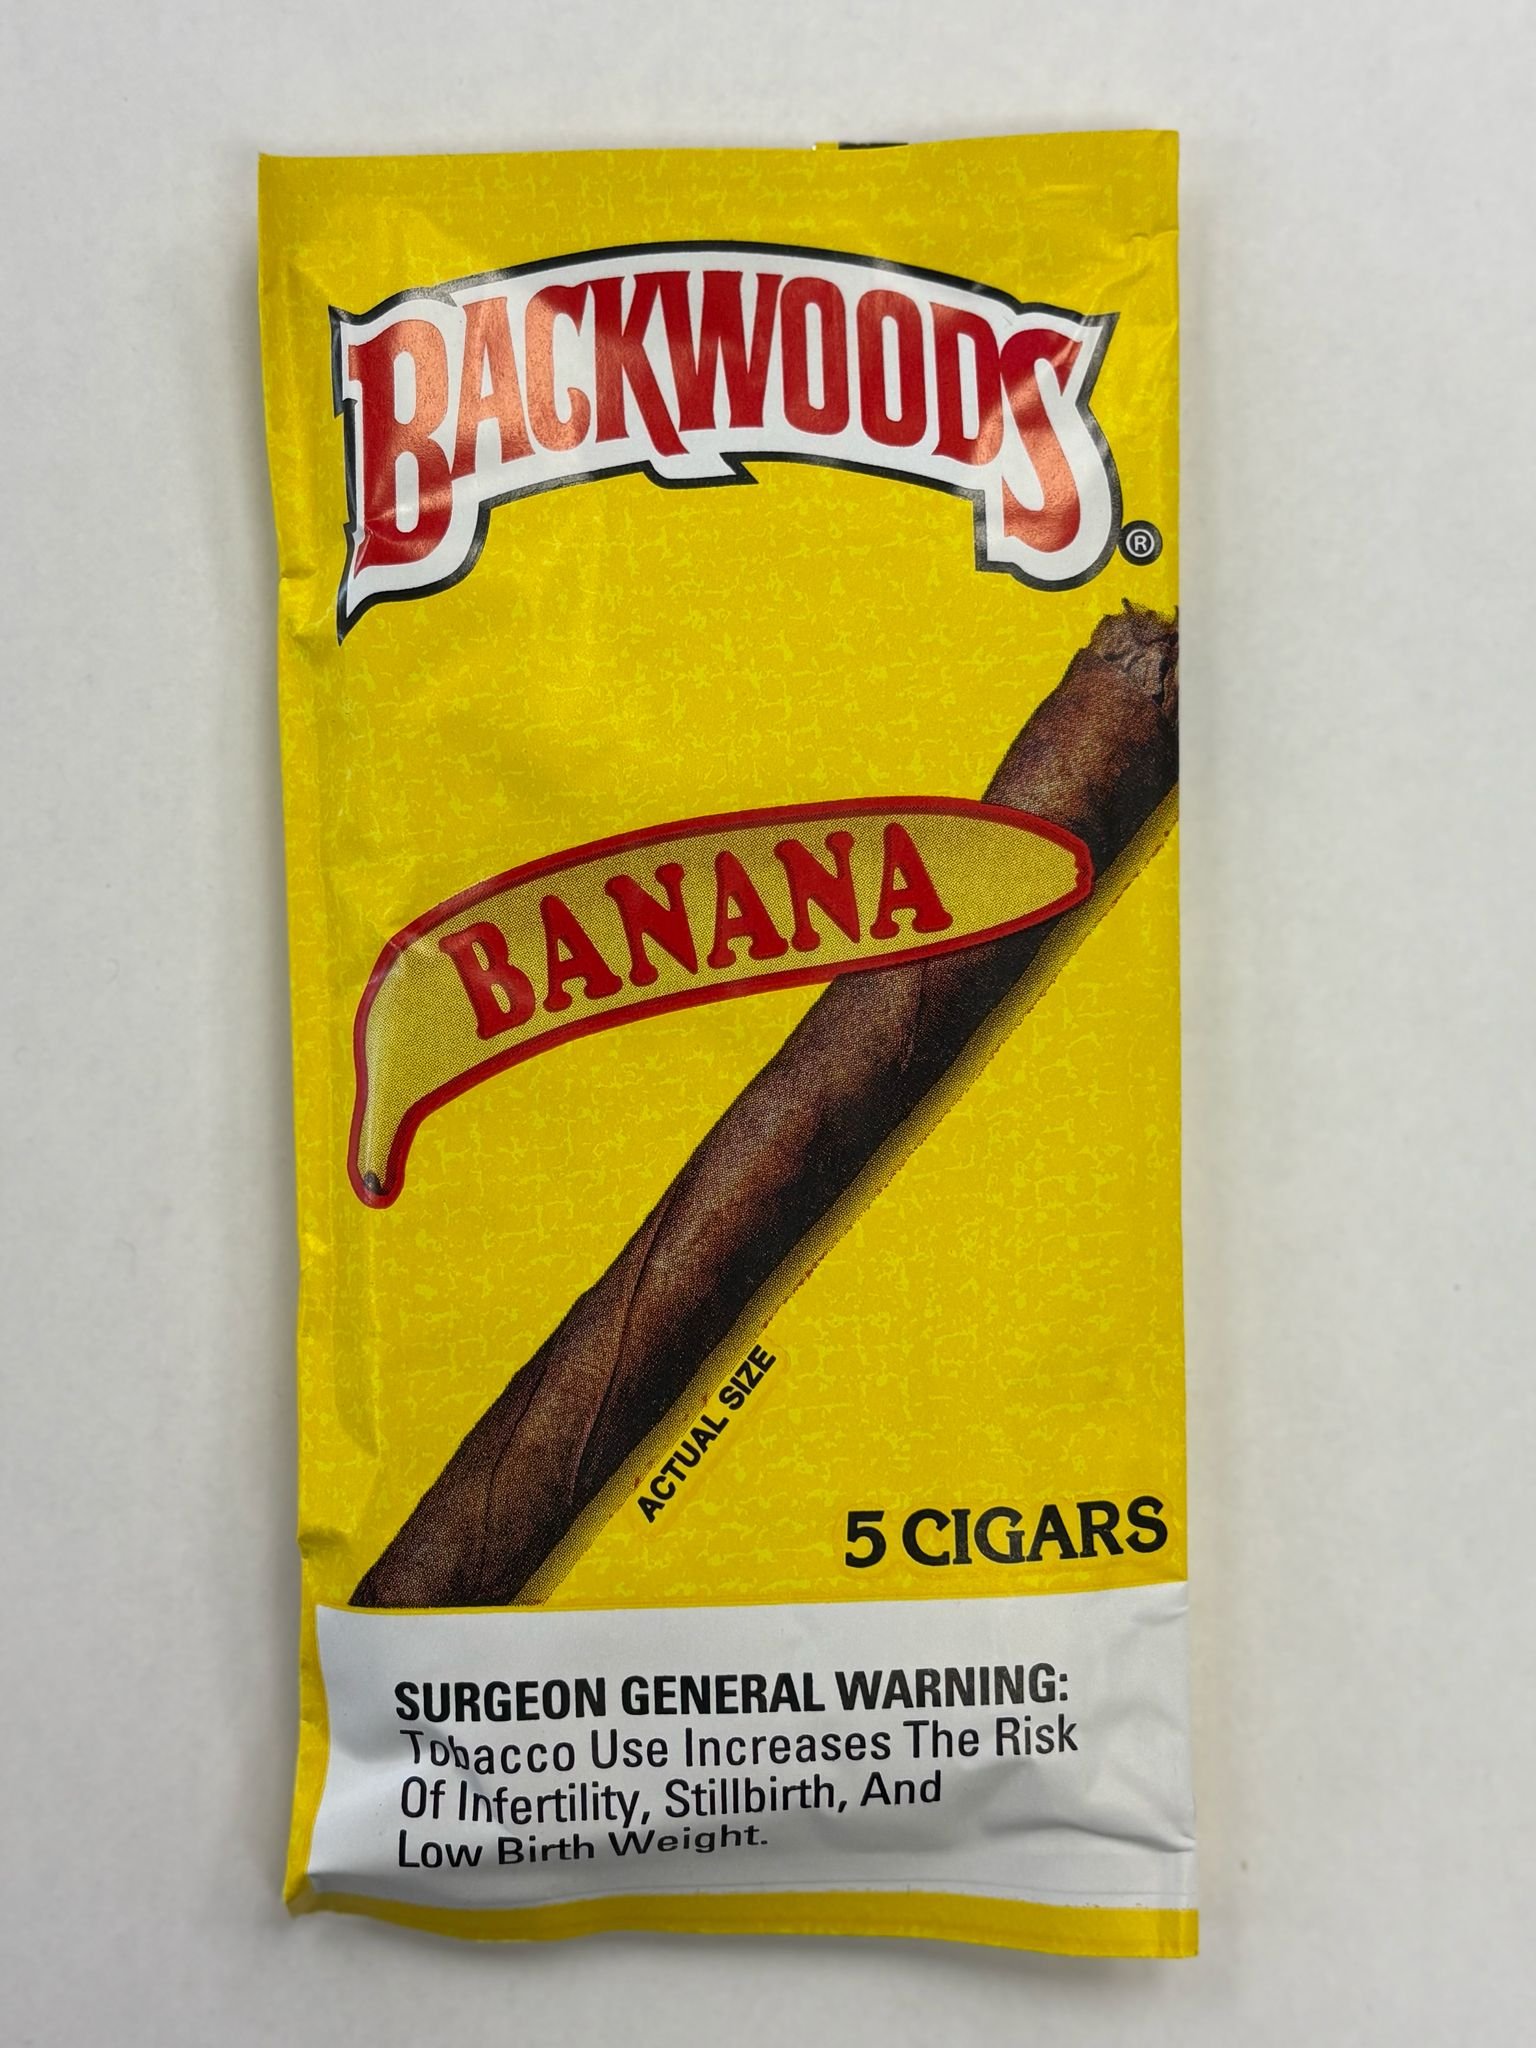 BACKWOODS
®
BANANA
ACTUAL SIZE
5 CIGARS
SURGEON GENERAL WARNING:
Tobacco Use Increases The Risk
Of Infertility, Stillbirth, And
Low Birth Weight.